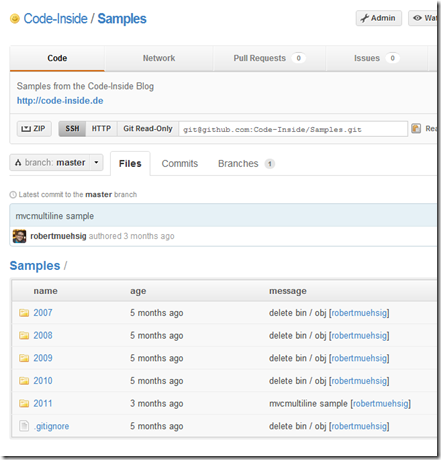 Code-Inside / Samples
Admin
Code Network Pull Requests 0 Issues 0
Samples from the Code-Inside Blog
http://code-inside.de
ZIP SSH HTTP Git Read-Only git@github.com:Code-Inside/Samples.git
branch: master Files Commits Branches 1
Latest commit to the master branch
mvcmultiline sample
robertmuehsig authored 3 months ago
Samples /
name age message
2007 5 months ago delete bin / obj [robertmuehsig]
2008 5 months ago delete bin / obj [robertmuehsig]
2009 5 months ago delete bin / obj [robertmuehsig]
2010 5 months ago delete bin / obj [robertmuehsig]
2011 3 months ago mvcmultiline sample [robertmuehsig]
.gitignore 5 months ago delete bin / obj [robertmuehsig]